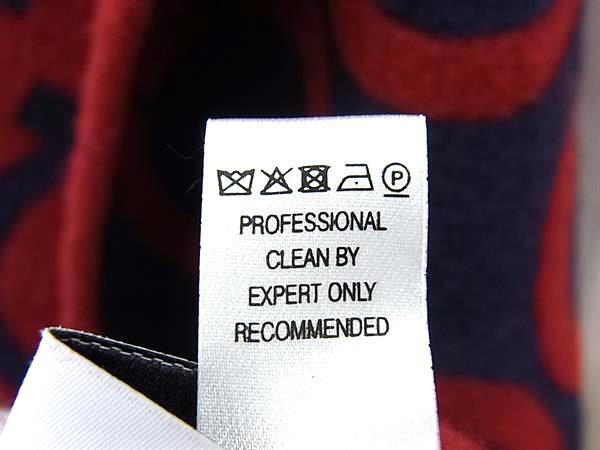 P
PROFESSIONAL
CLEAN BY
EXPERT ONLY
RECOMMENDED